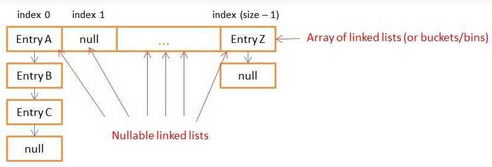 index 0 index 1 index (size – 1)
Entry A null ... Entry Z Array of linked lists (or buckets/bins)
Entry B null
Entry C
Nullable linked lists
null